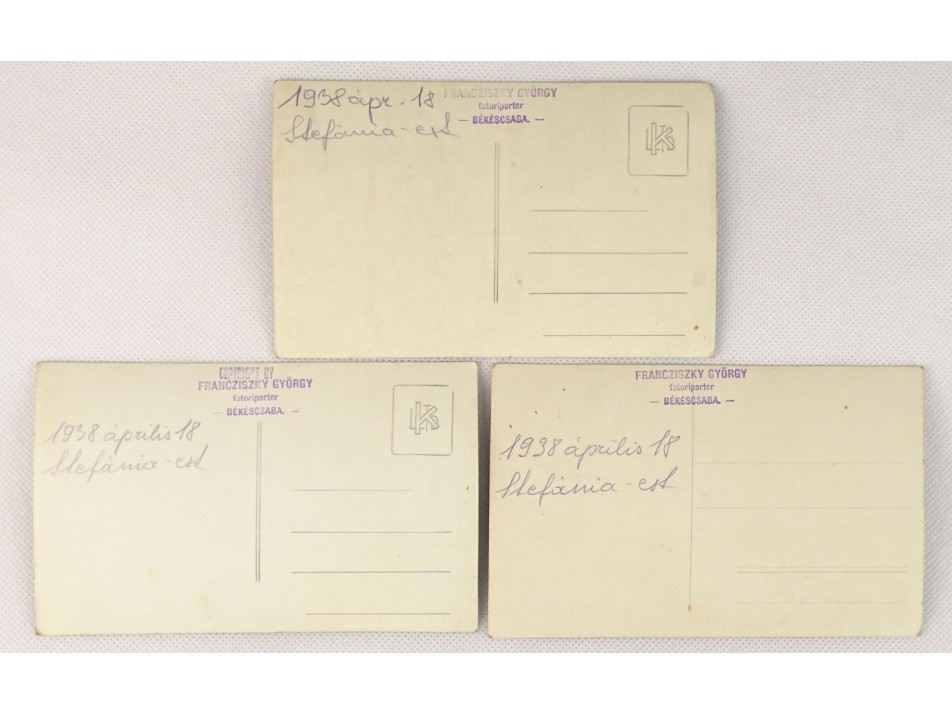 1938 ápr. 18
Stefánia-est
FRANCZISZKY GYÖRGY
fotoriporter
— BÉKÉSCSABA. —
COPYRIGHT BY
FRANCZISZKY GYÖRGY
fotoriporter
— BÉKÉSCSABA. —
1938 április 18
Stefánia-est
FRANCZISZKY GYÖRGY
fotoriporter
— BÉKÉSCSABA. —
1938 április 18
Stefánia-est